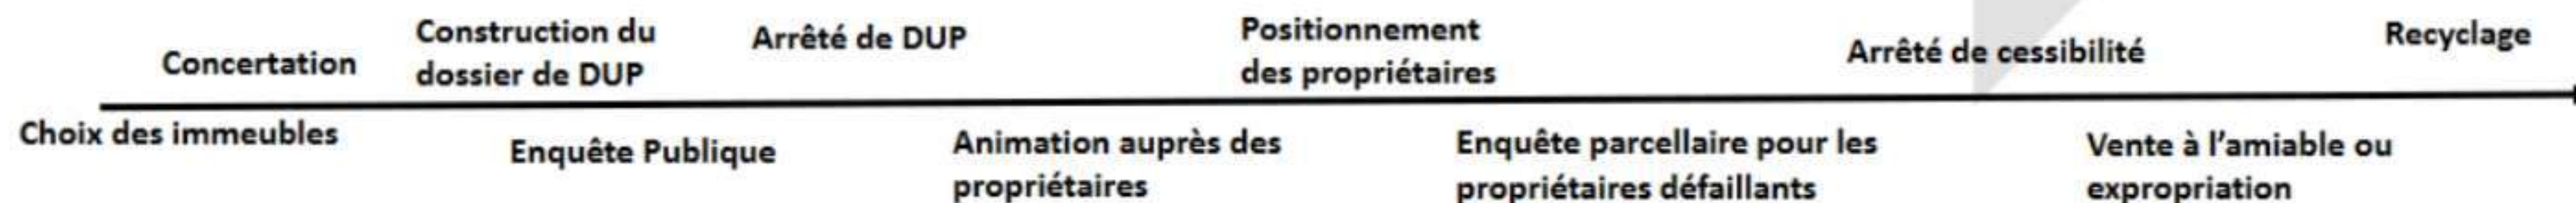 Concertation
Construction du
dossier de DUP
Arrêté de DUP
Positionnement
des propriétaires
Arrêté de cessibilité
Recyclage
Choix des immeubles
Enquête Publique
Animation auprès des
propriétaires
Enquête parcellaire pour les
propriétaires défaillants
Vente à l'amiable ou
expropriation